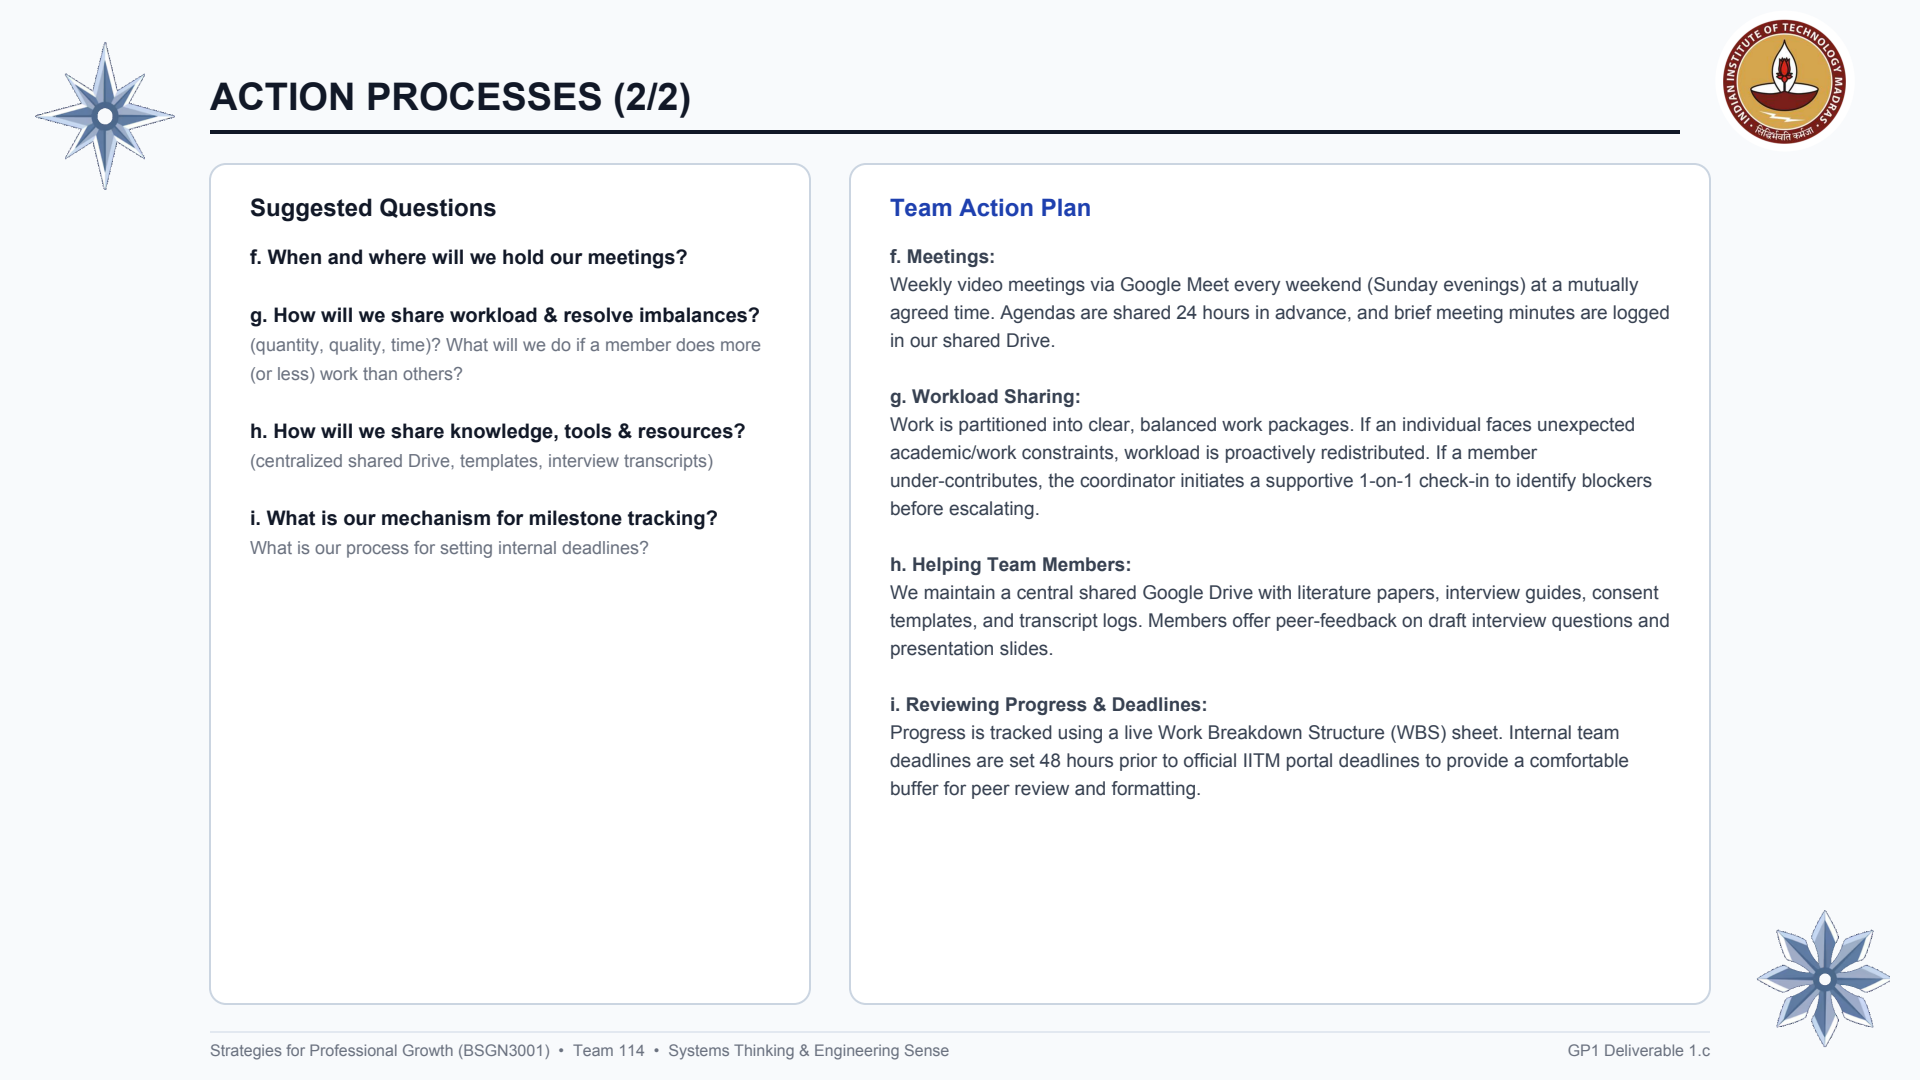 ACTION PROCESSES (2/2)
INDIAN INSTITUTE OF TECHNOLOGY MADRAS
सिद्धिर्भवति कर्मजा
Suggested Questions
f. When and where will we hold our meetings?
g. How will we share workload & resolve imbalances?
(quantity, quality, time)? What will we do if a member does more
(or less) work than others?
h. How will we share knowledge, tools & resources?
(centralized shared Drive, templates, interview transcripts)
i. What is our mechanism for milestone tracking?
What is our process for setting internal deadlines?
Team Action Plan
f. Meetings:
Weekly video meetings via Google Meet every weekend (Sunday evenings) at a mutually
agreed time. Agendas are shared 24 hours in advance, and brief meeting minutes are logged
in our shared Drive.
g. Workload Sharing:
Work is partitioned into clear, balanced work packages. If an individual faces unexpected
academic/work constraints, workload is proactively redistributed. If a member
under-contributes, the coordinator initiates a supportive 1-on-1 check-in to identify blockers
before escalating.
h. Helping Team Members:
We maintain a central shared Google Drive with literature papers, interview guides, consent
templates, and transcript logs. Members offer peer-feedback on draft interview questions and
presentation slides.
i. Reviewing Progress & Deadlines:
Progress is tracked using a live Work Breakdown Structure (WBS) sheet. Internal team
deadlines are set 48 hours prior to official IITM portal deadlines to provide a comfortable
buffer for peer review and formatting.
Strategies for Professional Growth (BSGN3001) • Team 114 • Systems Thinking & Engineering Sense
GP1 Deliverable 1.c